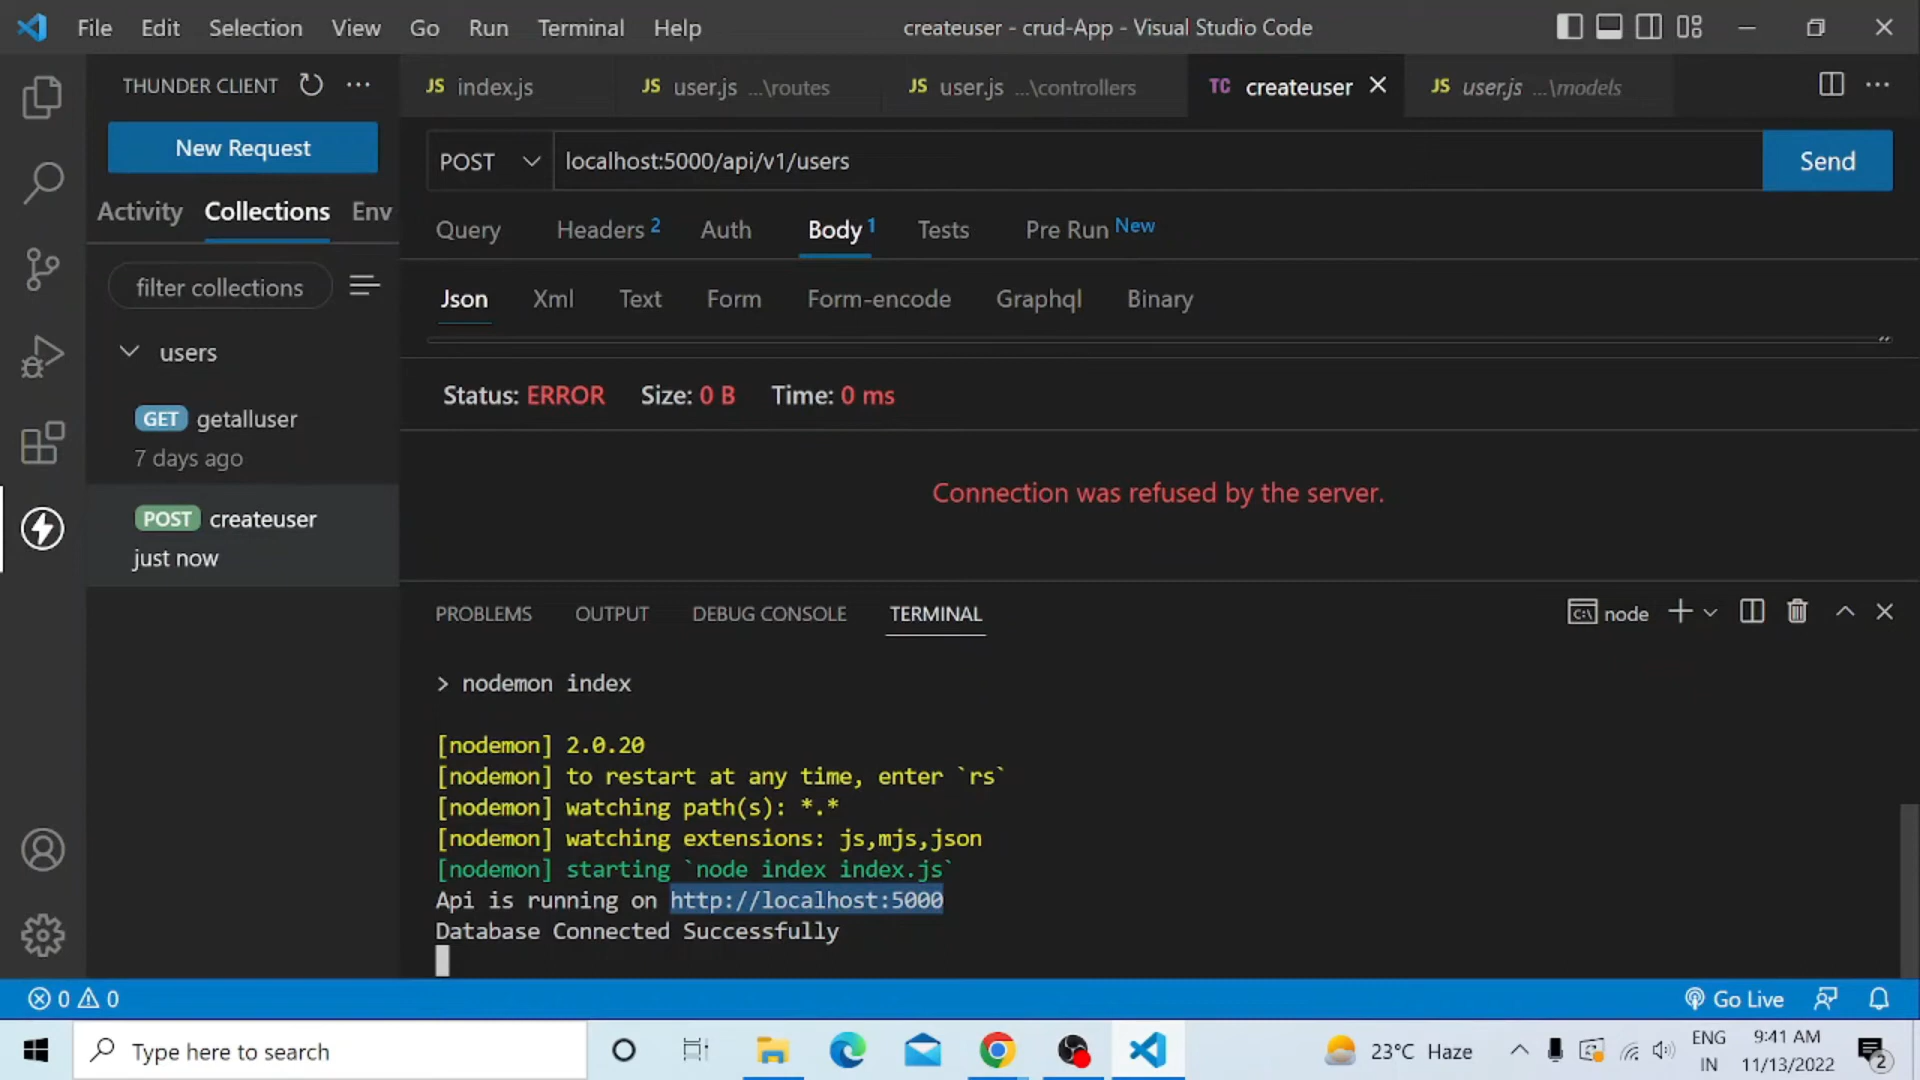 File Edit Selection View Go Run Terminal Help createuser - crud-App - Visual Studio Code
THUNDER CLIENT
New Request
Activity Collections Env
filter collections
users
GET getalluser
7 days ago
POST createuser
just now
JS index.js JS user.js ...\routes JS user.js ...\controllers TC createuser JS user.js ...\models
POST localhost:5000/api/v1/users Send
Query Headers 2 Auth Body 1 Tests Pre Run New
Json Xml Text Form Form-encode Graphql Binary
Status: ERROR Size: 0 B Time: 0 ms
Connection was refused by the server.
PROBLEMS OUTPUT DEBUG CONSOLE TERMINAL node
> nodemon index
[nodemon] 2.0.20
[nodemon] to restart at any time, enter `rs`
[nodemon] watching path(s): *.*
[nodemon] watching extensions: js,mjs,json
[nodemon] starting `node index index.js`
Api is running on http://localhost:5000
Database Connected Successfully
0 0 Go Live
Type here to search 23°C Haze ENG 9:41 AM
IN 11/13/2022 2